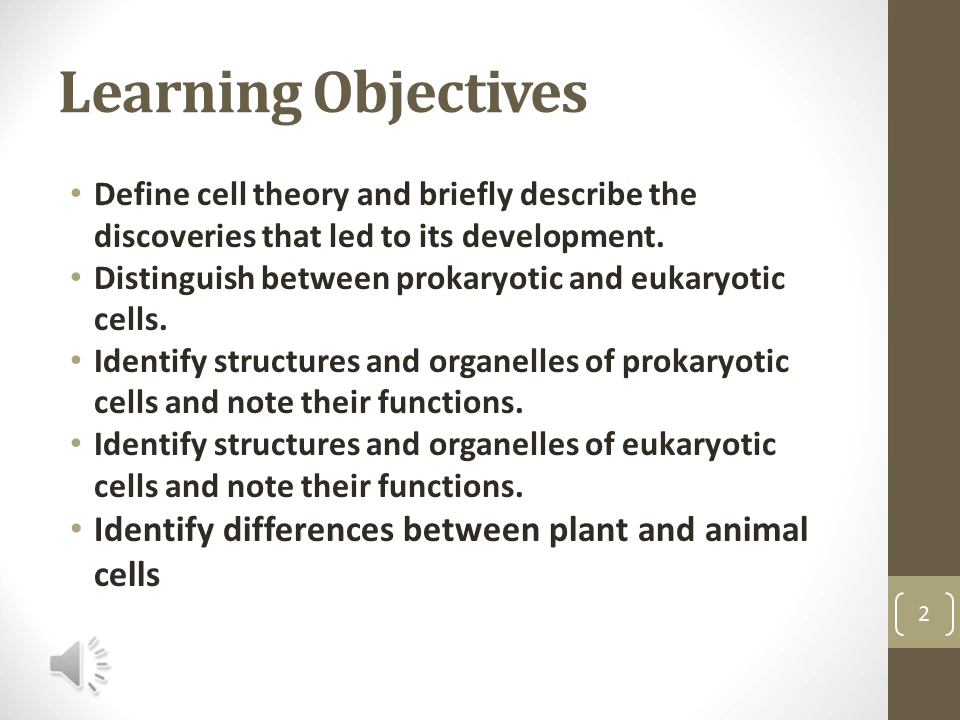 Learning Objectives
• Define cell theory and briefly describe the
discoveries that led to its development.
• Distinguish between prokaryotic and eukaryotic
cells.
• Identify structures and organelles of prokaryotic
cells and note their functions.
• Identify structures and organelles of eukaryotic
cells and note their functions.
• Identify differences between plant and animal
cells
2